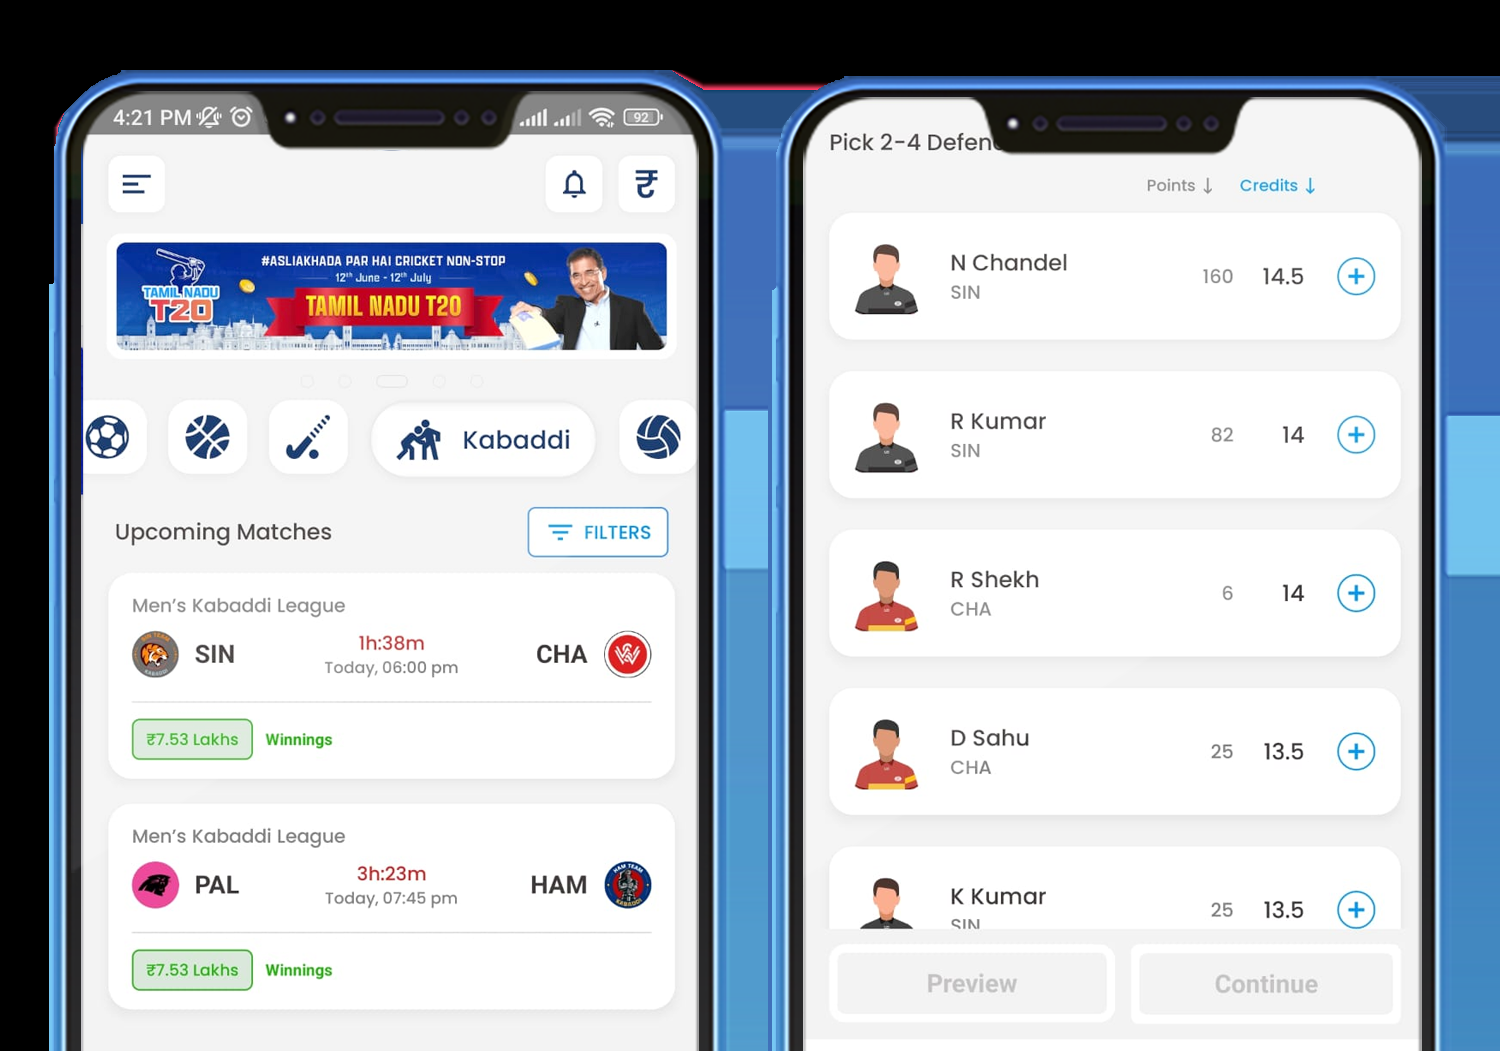 4:21 PM
92
#ASLIAKHADA PAR HAI CRICKET NON-STOP
12th June - 12th July
TAMIL NADU
T20
TAMIL NADU T20
Kabaddi
Upcoming Matches
FILTERS
Men's Kabaddi League
SIN
1h:38m
CHA
Today, 06:00 pm
₹7.53 Lakhs Winnings
Men's Kabaddi League
PAL
3h:23m
HAM
Today, 07:45 pm
₹7.53 Lakhs Winnings
Pick 2-4 Defen
Points ↓ Credits ↓
N Chandel
SIN
160 14.5 +
R Kumar
SIN
82 14 +
R Shekh
CHA
6 14 +
D Sahu
CHA
25 13.5 +
K Kumar
SIN
25 13.5 +
Preview Continue